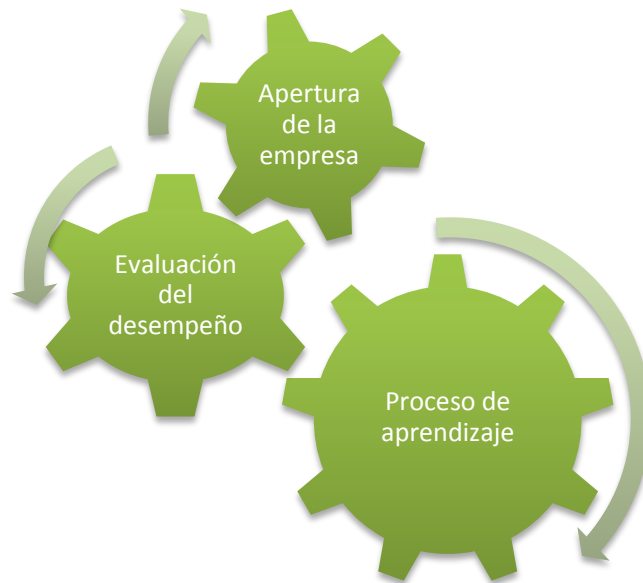 Apertura
de la
empresa
Evaluación
del
desempeño
Proceso de
aprendizaje